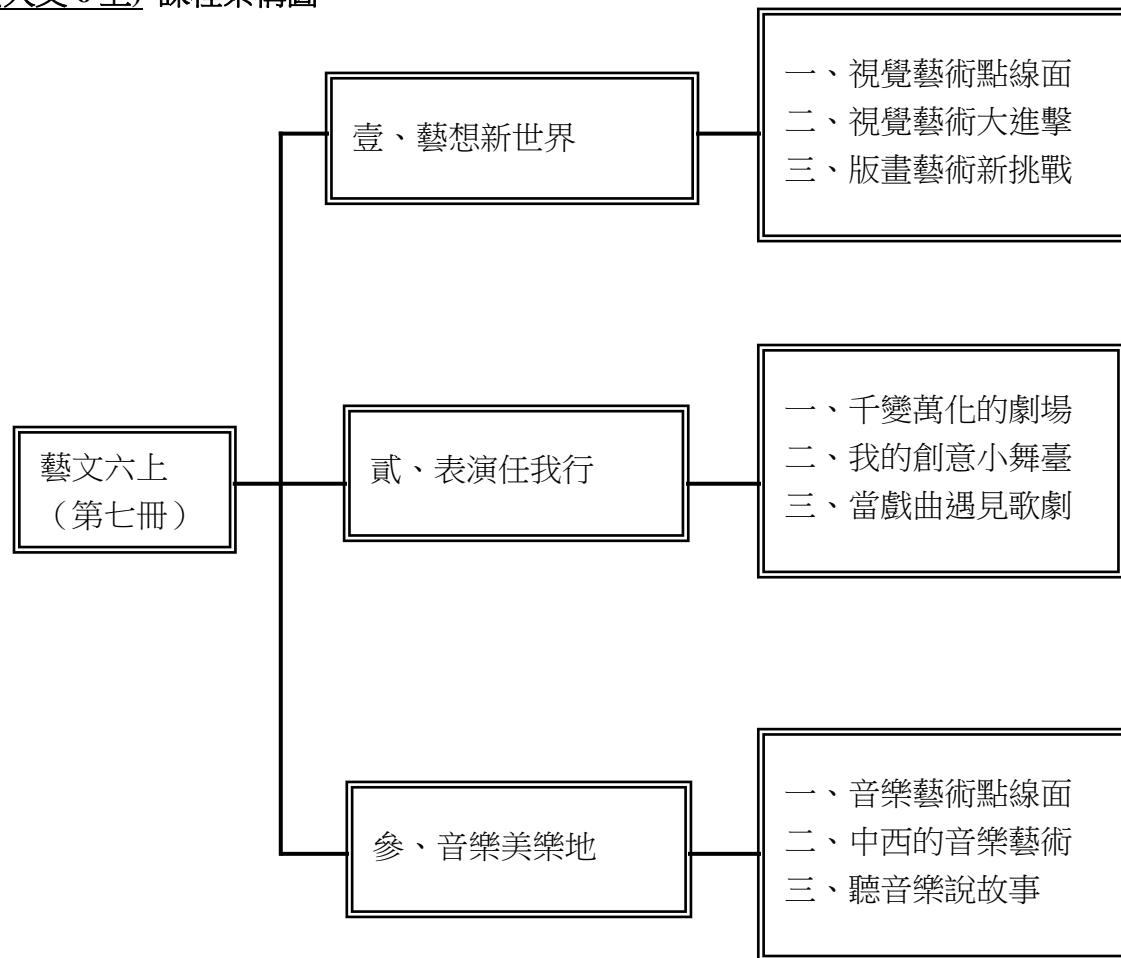 課程架構圖
藝文六上
（第七冊）
壹、藝想新世界
一、視覺藝術點線面
二、視覺藝術大進擊
三、版畫藝術新挑戰
貳、表演任我行
一、千變萬化的劇場
二、我的創意小舞臺
三、當戲曲遇見歌劇
參、音樂美樂地
一、音樂藝術點線面
二、中西的音樂藝術
三、聽音樂說故事